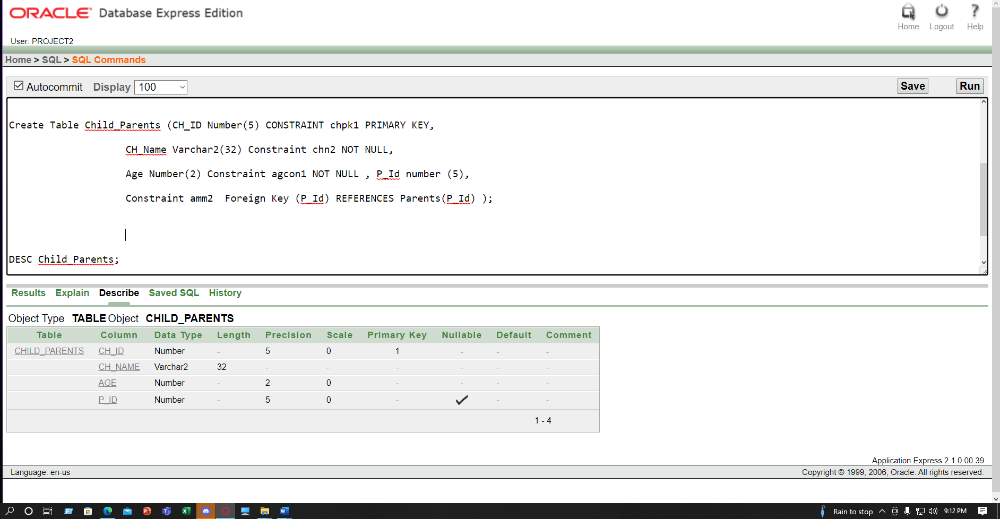 ORACLE Database Express Edition
Home Logout Help
User: PROJECT2
Home > SQL > SQL Commands
Autocommit Display 100 Save Run
Create Table Child_Parents (CH_ID Number(5) CONSTRAINT chpk1 PRIMARY KEY,
CH_Name Varchar2(32) Constraint chn2 NOT NULL,
Age Number(2) Constraint agcon1 NOT NULL , P_Id number (5),
Constraint amm2  Foreign Key (P_Id) REFERENCES Parents(P_Id) );
DESC Child_Parents;
Results Explain Describe Saved SQL History
Object Type TABLE Object CHILD_PARENTS
Table Column Data Type Length Precision Scale Primary Key Nullable Default Comment
CHILD_PARENTS CH_ID Number - 5 0 1 - - -
CH_NAME Varchar2 32 - - - - - -
AGE Number - 2 0 - - - -
P_ID Number - 5 0 - - -
1 - 4
Application Express 2.1.0.00.39
Language: en-us Copyright © 1999, 2006, Oracle. All rights reserved.
Rain to stop 9:12 PM